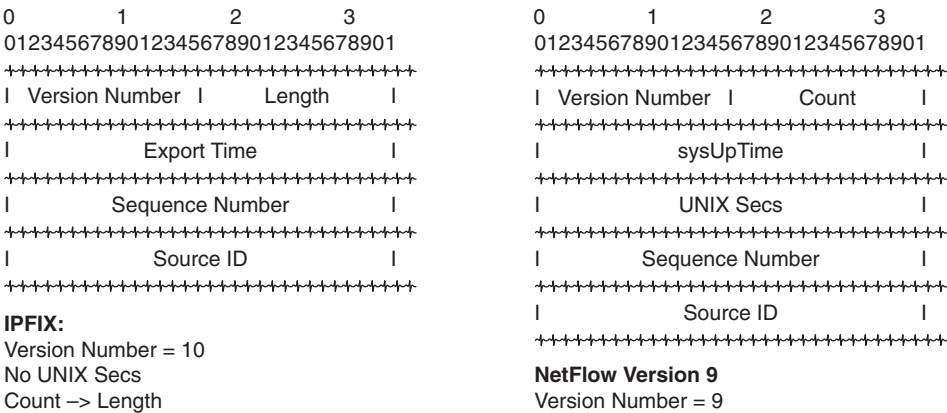 0 1 2 3
01234567890123456789012345678901
I Version Number I Length I
I Export Time I
I Sequence Number I
I Source ID I
IPFIX:
Version Number = 10
No UNIX Secs
Count –> Length
0 1 2 3
01234567890123456789012345678901
I Version Number I Count I
I sysUpTime I
I UNIX Secs I
I Sequence Number I
I Source ID I
NetFlow Version 9
Version Number = 9